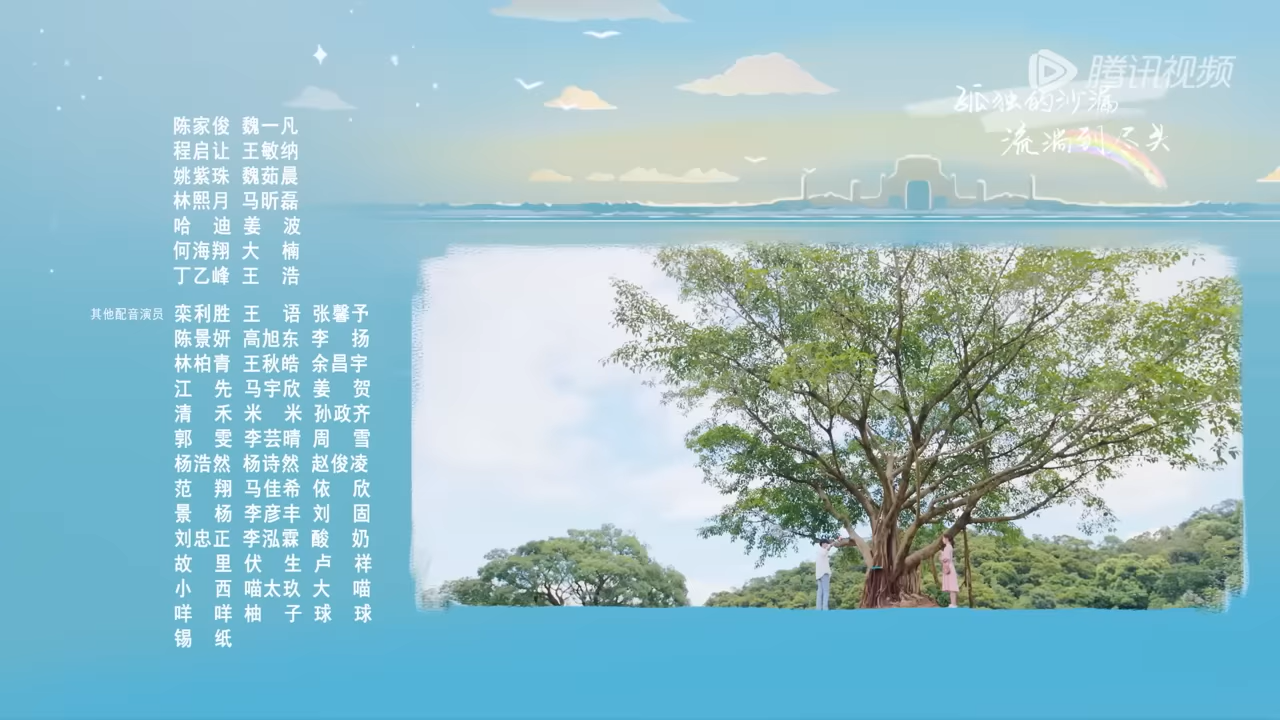 陈家俊 魏一凡
程启让 王敏纳
姚紫珠 魏茹晨
林熙月 马昕磊
哈 迪 姜 波
何海翔 大 楠
丁乙峰 王 浩
其他配音演员 栾利胜 王 语 张馨予
陈景妍 高旭东 李 扬
林柏青 王秋皓 余昌宇
江 先 马宇欣 姜 贺
清 禾 米 米 孙政齐
郭 雯 李芸晴 周 雪
杨浩然 杨诗然 赵俊凌
范 翔 马佳希 依 欣
景 杨 李彦丰 刘 固
刘忠正 李泓霖 酸 奶
故 里 伏 生 卢 祥
小 西 喵太玖 大 喵
咩 咩 柚 子 球 球
锡 纸
腾讯视频
孤独的沙漏
流淌到尽头